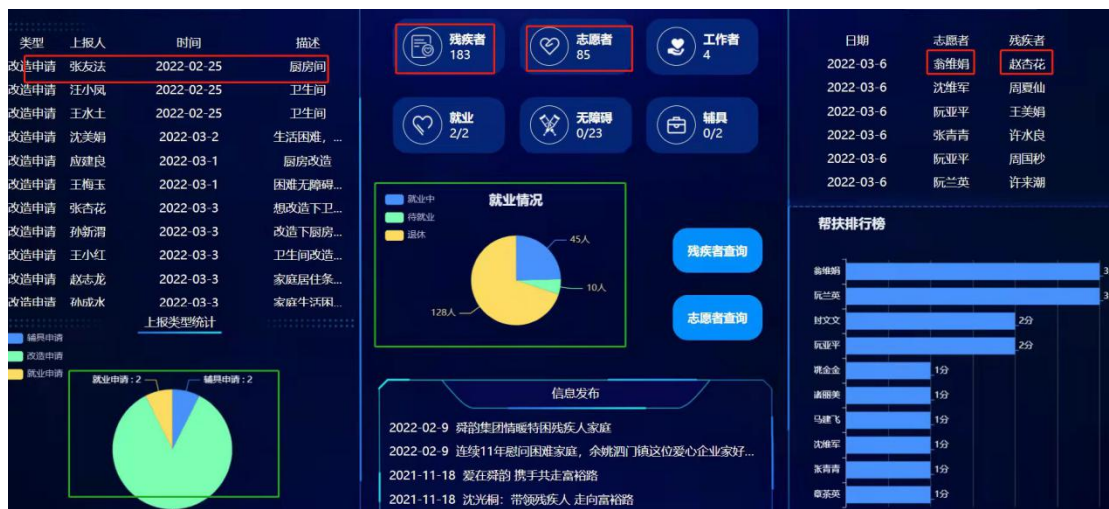 类型 上报人 时间 描述
改造申请 张友法 2022-02-25 厨房间
改造申请 汪小凤 2022-02-25 卫生间
改造申请 王水土 2022-02-25 卫生间
改造申请 沈美娟 2022-03-2 生活困难，...
改造申请 应建良 2022-03-1 厨房改造
改造申请 王梅玉 2022-03-1 困难无障碍...
改造申请 张杏花 2022-03-3 想改造下卫...
改造申请 孙新渭 2022-03-3 改造下厨房...
改造申请 王小红 2022-03-3 卫生间改造...
改造申请 赵志龙 2022-03-3 家庭居住条...
改造申请 孙成水 2022-03-3 家庭生活困...
上报类型统计
辅具申请
改造申请
就业申请
就业申请：2
辅具申请：2
残疾者
183
志愿者
85
工作者
4
就业
2/2
无障碍
0/23
辅具
0/2
就业情况
就业中
待就业
退休
45人
10人
128人
残疾者查询
志愿者查询
信息发布
2022-02-9 舜韵集团情暖特困残疾人家庭
2022-02-9 连续11年慰问困难家庭，余姚泗门镇这位爱心企业家好...
2021-11-18 爱在舜韵 携手共走富裕路
2021-11-18 沈光桐：带领残疾人 走向富裕路
日期 志愿者 残疾者
2022-03-6 翁维娟 赵杏花
2022-03-6 沈维军 周夏仙
2022-03-6 阮亚平 王美娟
2022-03-6 张青青 许水良
2022-03-6 阮亚平 周国秒
2022-03-6 阮兰英 许来潮
帮扶排行榜
翁维娟 3
阮兰英 3
封文文 2分
阮亚平 2分
金金 1分
诸丽美 1分
马建飞 1分
沈维军 1分
张青青 1分
章茶英 1分